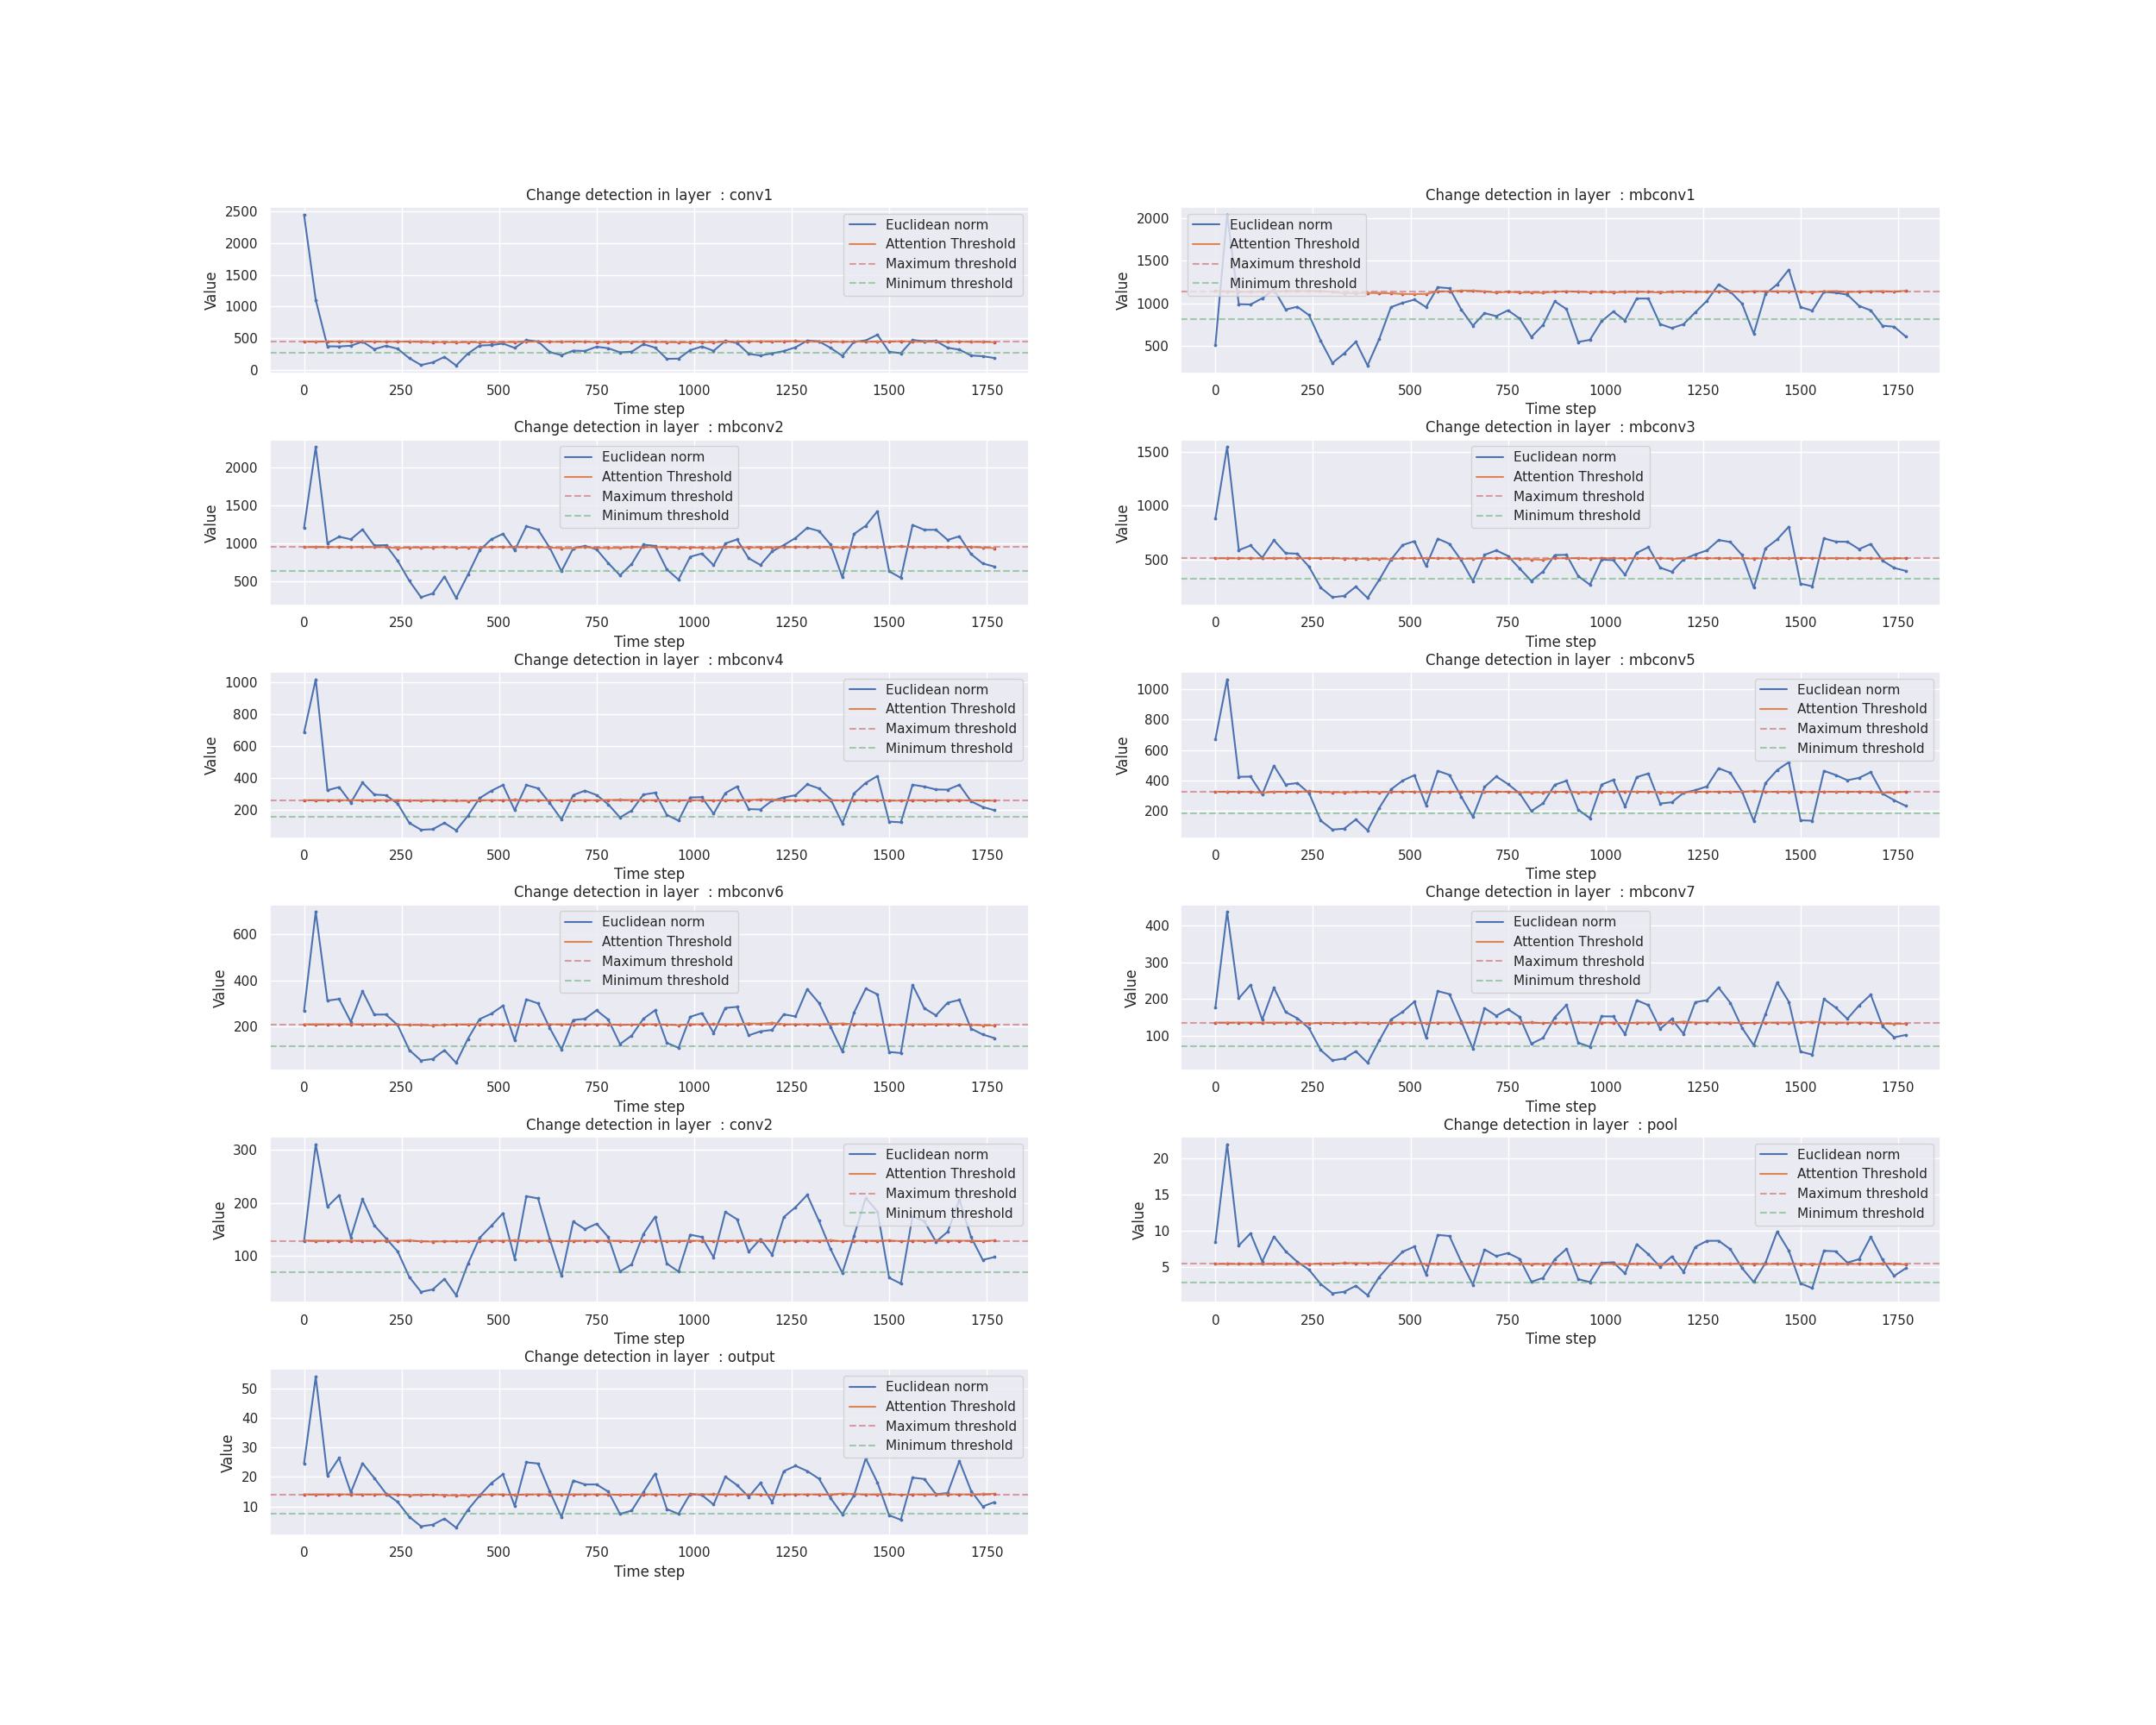 Change detection in layer  : conv1
2500
2000
1500
1000
500
0
Value
Euclidean norm
Attention Threshold
Maximum threshold
Minimum threshold
0 250 500 750 1000 1250 1500 1750
Time step
Change detection in layer  : mbconv1
2000
1500
1000
500
Value
Euclidean norm
Attention Threshold
Maximum threshold
Minimum threshold
0 250 500 750 1000 1250 1500 1750
Time step
Change detection in layer  : mbconv2
2000
1500
1000
500
Value
Euclidean norm
Attention Threshold
Maximum threshold
Minimum threshold
0 250 500 750 1000 1250 1500 1750
Time step
Change detection in layer  : mbconv3
1500
1000
500
Value
Euclidean norm
Attention Threshold
Maximum threshold
Minimum threshold
0 250 500 750 1000 1250 1500 1750
Time step
Change detection in layer  : mbconv4
1000
800
600
400
200
Value
Euclidean norm
Attention Threshold
Maximum threshold
Minimum threshold
0 250 500 750 1000 1250 1500 1750
Time step
Change detection in layer  : mbconv5
1000
800
600
400
200
Value
Euclidean norm
Attention Threshold
Maximum threshold
Minimum threshold
0 250 500 750 1000 1250 1500 1750
Time step
Change detection in layer  : mbconv6
600
400
200
Value
Euclidean norm
Attention Threshold
Maximum threshold
Minimum threshold
0 250 500 750 1000 1250 1500 1750
Time step
Change detection in layer  : mbconv7
400
300
200
100
Value
Euclidean norm
Attention Threshold
Maximum threshold
Minimum threshold
0 250 500 750 1000 1250 1500 1750
Time step
Change detection in layer  : conv2
300
200
100
Value
Euclidean norm
Attention Threshold
Maximum threshold
Minimum threshold
0 250 500 750 1000 1250 1500 1750
Time step
Change detection in layer  : pool
20
15
10
5
Value
Euclidean norm
Attention Threshold
Maximum threshold
Minimum threshold
0 250 500 750 1000 1250 1500 1750
Time step
Change detection in layer  : output
50
40
30
20
10
Value
Euclidean norm
Attention Threshold
Maximum threshold
Minimum threshold
0 250 500 750 1000 1250 1500 1750
Time step